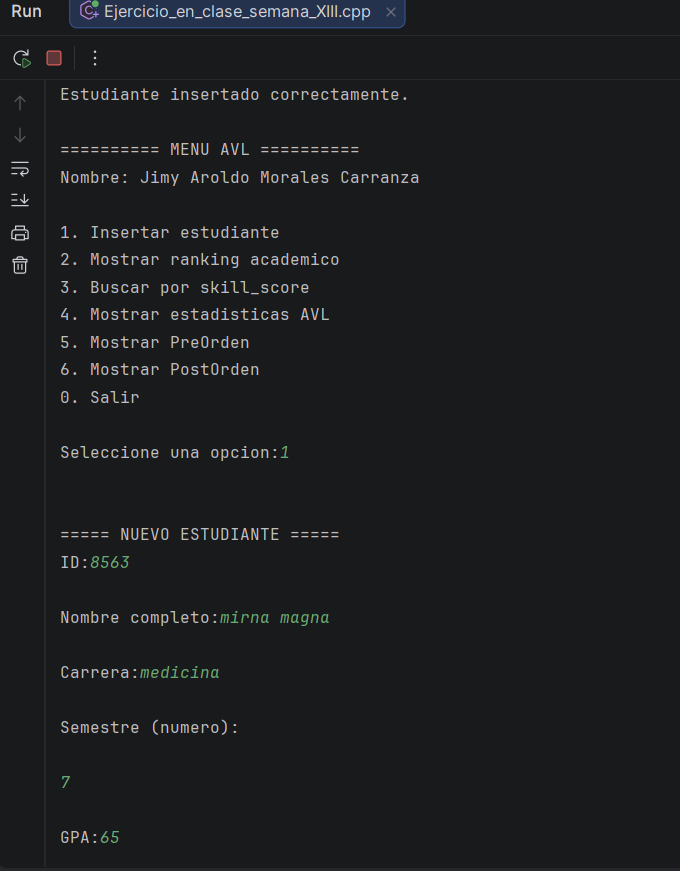 Run Ejercicio_en_clase_semana_XIII.cpp
Estudiante insertado correctamente.
========== MENU AVL ==========
Nombre: Jimy Aroldo Morales Carranza
1. Insertar estudiante
2. Mostrar ranking academico
3. Buscar por skill_score
4. Mostrar estadisticas AVL
5. Mostrar PreOrden
6. Mostrar PostOrden
0. Salir
Seleccione una opcion:1
===== NUEVO ESTUDIANTE =====
ID:8563
Nombre completo:mirna magna
Carrera:medicina
Semestre (numero):
7
GPA:65